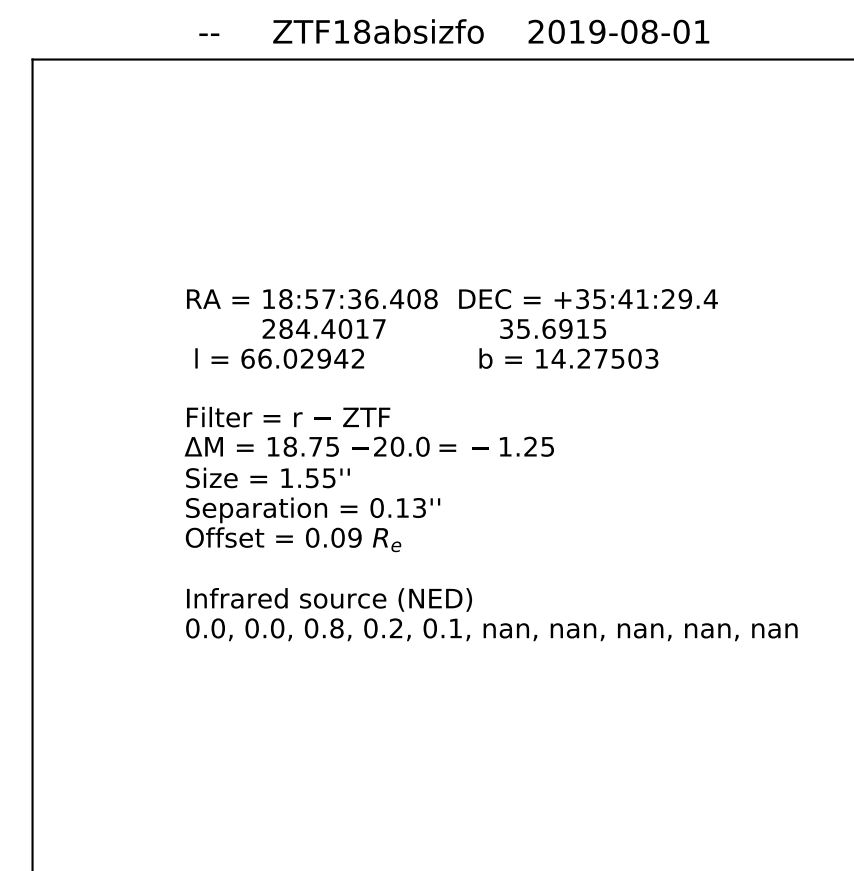 -- ZTF18absizfo 2019-08-01
RA = 18:57:36.408 DEC = +35:41:29.4
284.4017 35.6915
l = 66.02942 b = 14.27503
Filter = r − ZTF
ΔM = 18.75 −20.0 = − 1.25
Size = 1.55''
Separation = 0.13''
Offset = 0.09 Re
Infrared source (NED)
0.0, 0.0, 0.8, 0.2, 0.1, nan, nan, nan, nan, nan